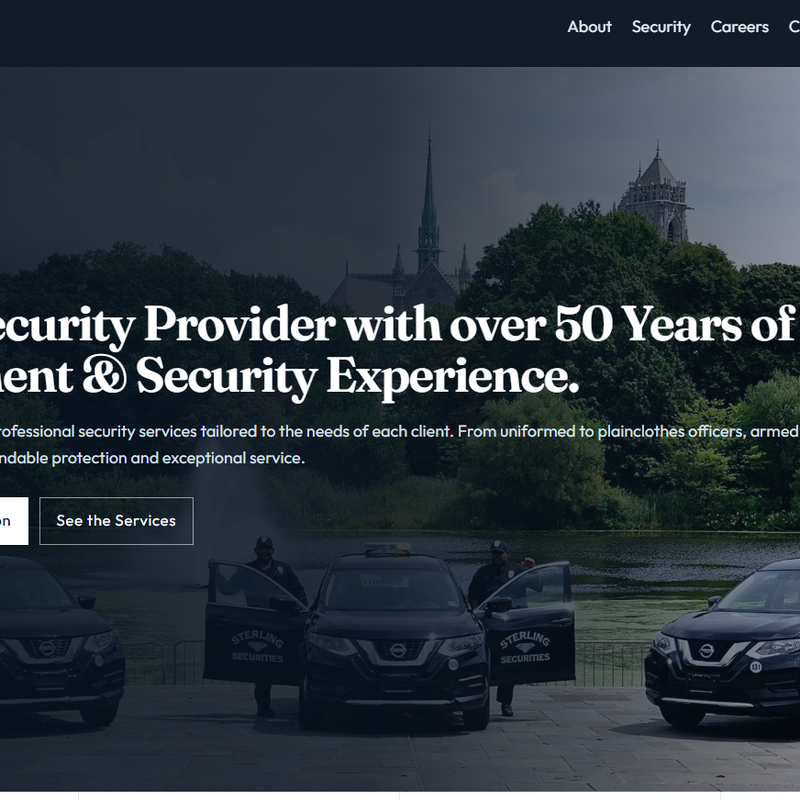 About Security Careers C
ecurity Provider with over 50 Years of
ent & Security Experience.
rofessional security services tailored to the needs of each client. From uniformed to plainclothes officers, armed
ndable protection and exceptional service.
on See the Services
STERLING
SECURITIES
STERLING
SECURITIES
131